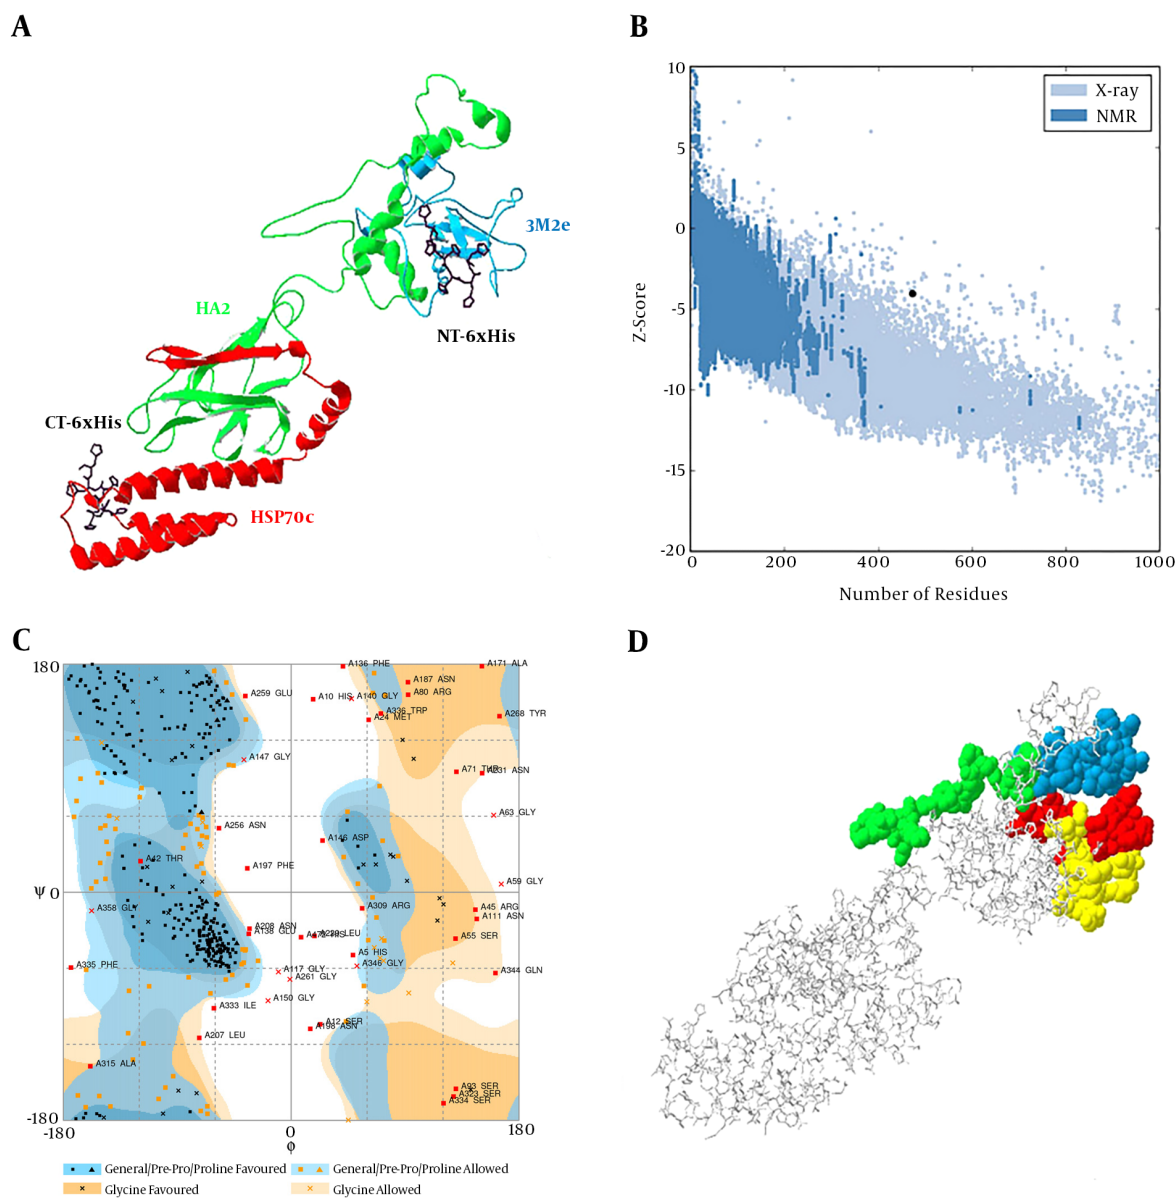 A
HA2
3M2e
NT-6xHis
CT-6xHis
HSP70c
B
Z-Score
10
5
0
-5
-10
-15
-20
X-ray
NMR
0 200 400 600 800 1000
Number of Residues
C
180
ψ 0
-180
A136 PHE
A171 ALA
A187 ASN
A259 GLU
A10 HIS
A140 GLY
A80 ARG
A336 TRP
A24 MET
A268 TYR
A147 GLY
A71 THR
A231 ASN
A63 GLY
A256 ASN
A146 ASP
A42 THR
A197 PHE
A59 GLY
A358 GLY
A309 ARG
A45 ARG
A111 ASN
A208 ASN
A138 GLU
LEU
A55 SER
A5 HIS
A335 PHE
A346 GLY
A117 GLY
A344 GLN
A261 GLY
A150 GLY
A333 ILE
A12 SER
A198 ASN
A207 LEU
A315 ALA
A93 SER
A323 SER
A334 SER
-180 0 180
φ
General/Pre-Pro/Proline Favoured
General/Pre-Pro/Proline Allowed
Glycine Favoured
Glycine Allowed
D